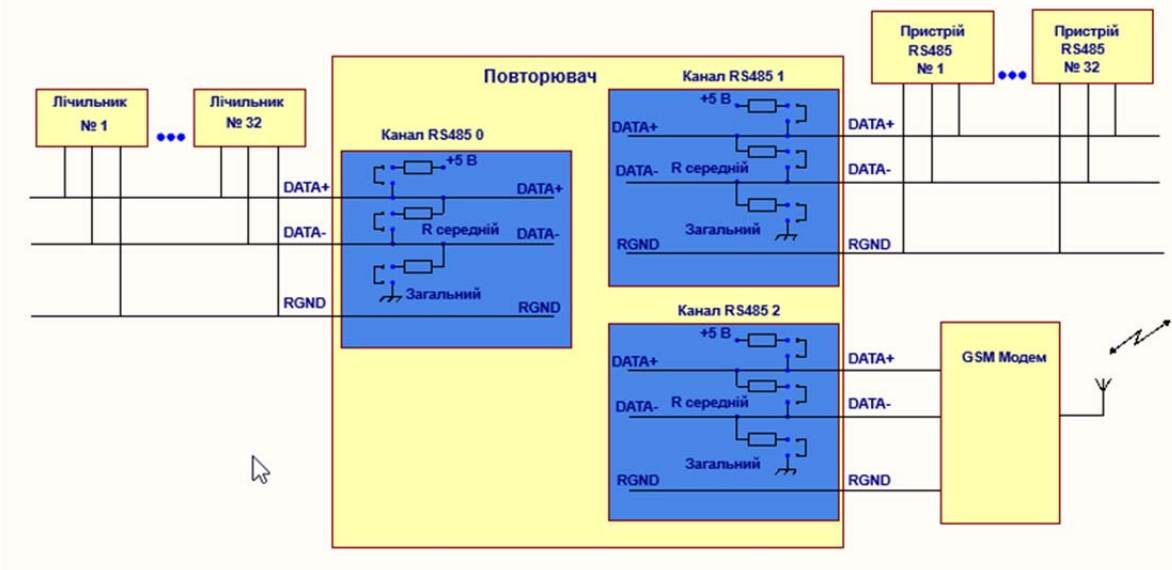 Лічильник
№ 1
Лічильник
№ 32
DATA+
DATA-
RGND
Повторювач
Канал RS485 0
+5 В
DATA+
R середній
DATA-
Загальний
RGND
Канал RS485 1
+5 В
DATA+
DATA-
R середній
Загальний
RGND
DATA+
DATA-
RGND
Пристрій
RS485
№ 1
Пристрій
RS485
№ 32
Канал RS485 2
+5 В
DATA+
DATA-
R середній
Загальний
RGND
DATA+
DATA-
RGND
GSM Модем